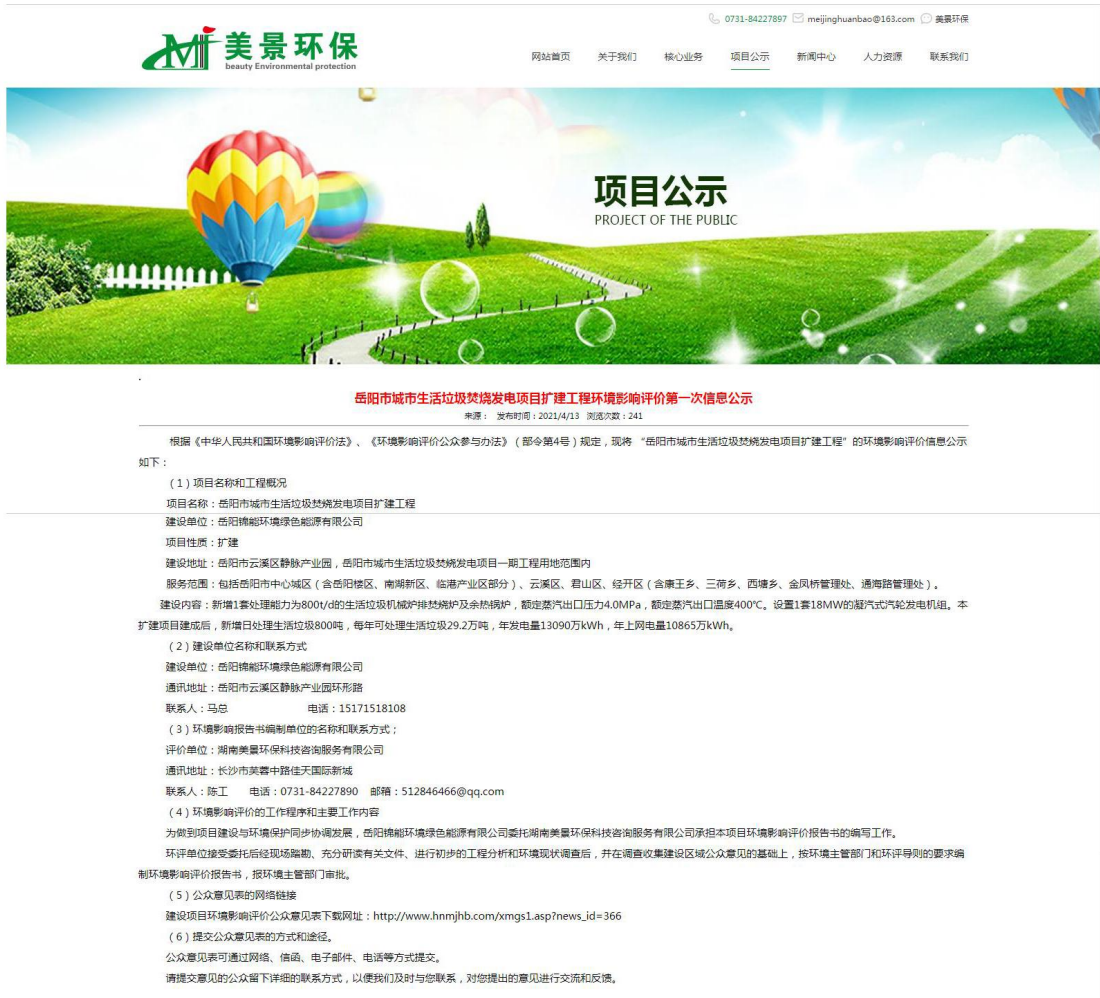 0731-84227897 meijinghuanbao@163.com 美景环保
美景环保
beauty Environmental protection
网站首页 关于我们 核心业务 项目公示 新闻中心 人力资源 联系我们
项目公示
PROJECT OF THE PUBLIC
岳阳市城市生活垃圾焚烧发电项目扩建工程环境影响评价第一次信息公示
来源： 发布时间：2021/4/13 浏览次数：241
根据《中华人民共和国环境影响评价法》、《环境影响评价公众参与办法》（部令第4号）规定，现将 “岳阳市城市生活垃圾焚烧发电项目扩建工程”的环境影响评价信息公示
如下：
（1）项目名称和工程概况
项目名称：岳阳市城市生活垃圾焚烧发电项目扩建工程
建设单位：岳阳锦能环境绿色能源有限公司
项目性质：扩建
建设地址：岳阳市云溪区静脉产业园，岳阳市城市生活垃圾焚烧发电项目一期工程用地范围内
服务范围：包括岳阳市中心城区（含岳阳楼区、南湖新区、临港产业区部分）、云溪区、君山区、经开区（含康王乡、三荷乡、西塘乡、金凤桥管理处、通海路管理处）。
建设内容：新增1套处理能力为800t/d的生活垃圾机械炉排焚烧炉及余热锅炉，额定蒸汽出口压力4.0MPa，额定蒸汽出口温度400℃。设置1套18MW的凝汽式汽轮发电机组。本
扩建项目建成后，新增日处理生活垃圾800吨，每年可处理生活垃圾29.2万吨，年发电量13090万kWh，年上网电量10865万kWh。
（2）建设单位名称和联系方式
建设单位：岳阳锦能环境绿色能源有限公司
通讯地址：岳阳市云溪区静脉产业园环形路
联系人：马总 电话：15171518108
（3）环境影响报告书编制单位的名称和联系方式；
评价单位：湖南美景环保科技咨询服务有限公司
通讯地址：长沙市芙蓉中路佳天国际新城
联系人：陈工 电话：0731-84227890 邮箱：512846466@qq.com
（4）环境影响评价的工作程序和主要工作内容
为做到项目建设与环境保护同步协调发展，岳阳锦能环境绿色能源有限公司委托湖南美景环保科技咨询服务有限公司承担本项目环境影响评价报告书的编写工作。
环评单位接受委托后经现场踏勘、充分研读有关文件、进行初步的工程分析和环境现状调查后，并在调查收集建设区域公众意见的基础上，按环境主管部门和环评导则的要求编
制环境影响评价报告书，报环境主管部门审批。
（5）公众意见表的网络链接
建设项目环境影响评价公众意见表下载网址：http://www.hnmjhb.com/xmgs1.asp?news_id=366
（6）提交公众意见表的方式和途径。
公众意见表可通过网络、信函、电子邮件、电话等方式提交。
请提交意见的公众留下详细的联系方式，以便我们及时与您联系，对您提出的意见进行交流和反馈。